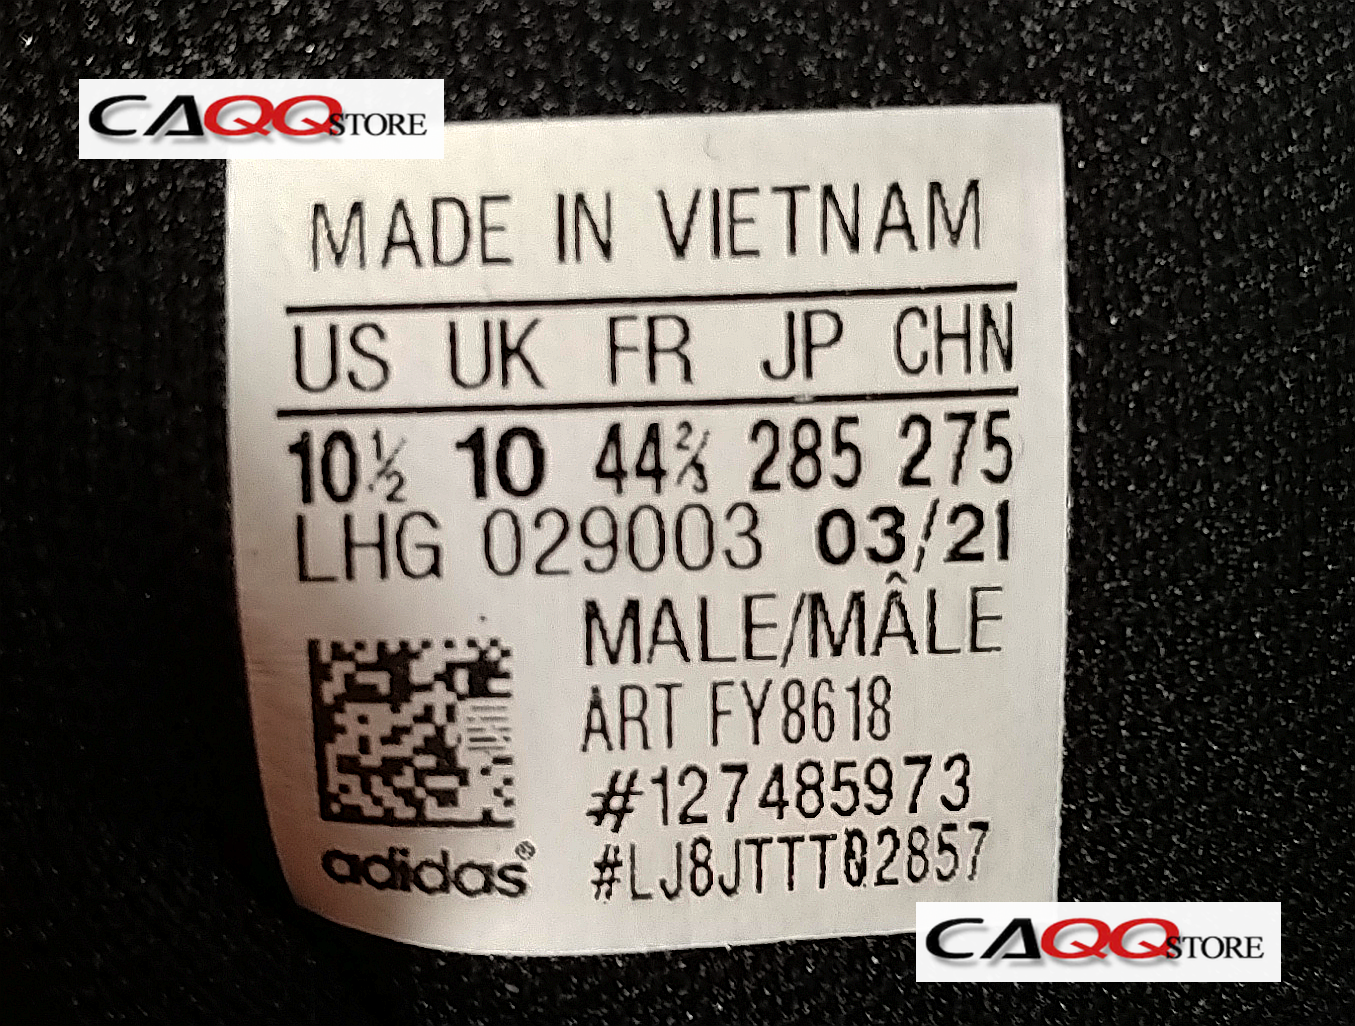 CAQQSTORE
MADE IN VIETNAM
US UK FR JP CHN
10½ 10 44⅔ 285 275
LHG 029003 03/21
MALE/MÂLE
ART FY8618
#127485973
#LJ8JTTT02857
adidas®
CAQQSTORE